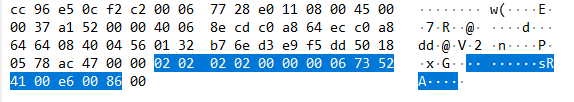 cc 96 e5 0c f2 c2 00 06 77 28 e0 11 08 00 45 00 ········w(····E·
00 37 a1 52 00 00 40 06 8e cd c0 a8 64 ec c0 a8 ·7·R··@·····d···
64 64 08 40 04 56 01 32 b7 6e d3 e9 f5 dd 50 18 dd·@·V·2·n····P·
05 78 ac 47 00 00 02 02 02 02 00 00 00 06 73 52 ·x·G··········sR
41 00 e6 00 86 00 A·····